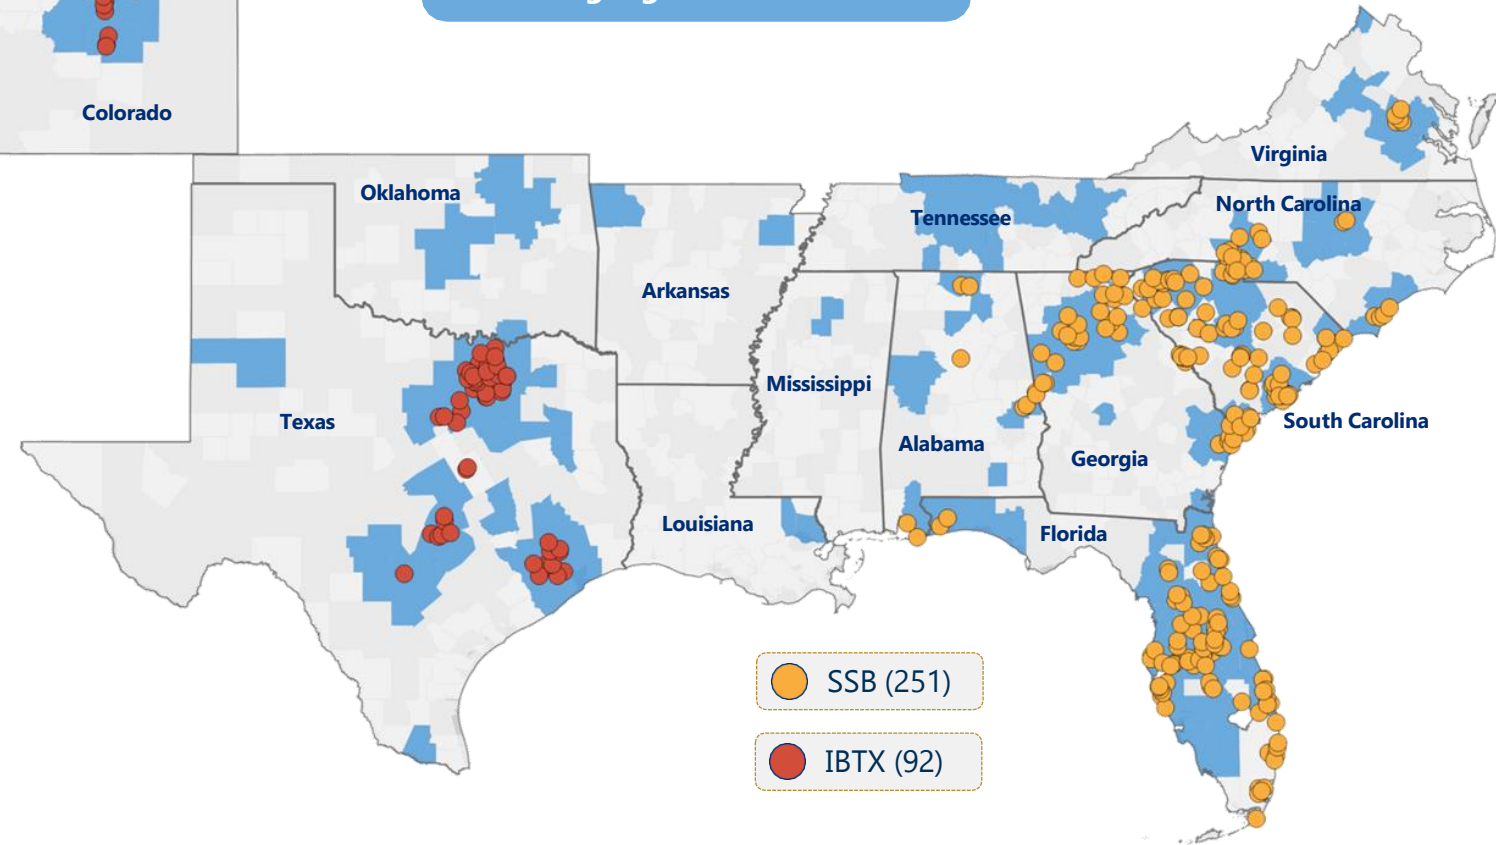 Colorado
Virginia
Oklahoma
North Carolina
Tennessee
Arkansas
Mississippi
Texas
South Carolina
Alabama
Georgia
Louisiana
Florida
SSB (251)
IBTX (92)